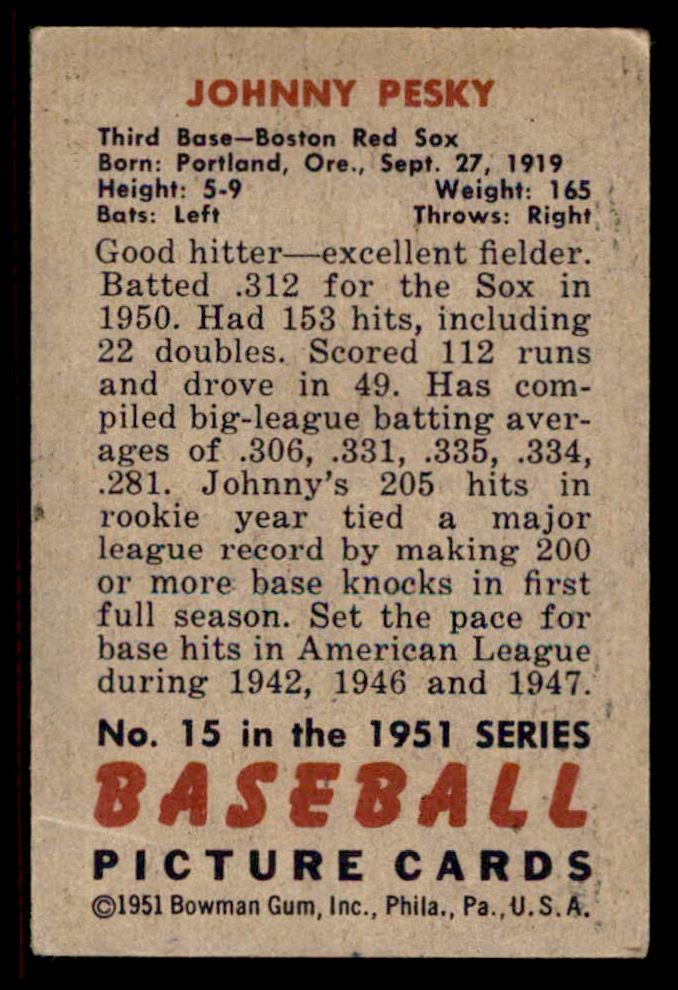 JOHNNY PESKY
Third Base—Boston Red Sox
Born: Portland, Ore., Sept. 27, 1919
Height: 5-9 Weight: 165
Bats: Left Throws: Right
Good hitter—excellent fielder.
Batted .312 for the Sox in
1950. Had 153 hits, including
22 doubles. Scored 112 runs
and drove in 49. Has com-
piled big-league batting aver-
ages of .306, .331, .335, .334,
.281. Johnny's 205 hits in
rookie year tied a major
league record by making 200
or more base knocks in first
full season. Set the pace for
base hits in American League
during 1942, 1946 and 1947.
No. 15 in the 1951 SERIES
BASEBALL
PICTURE CARDS
©1951 Bowman Gum, Inc., Phila., Pa., U.S.A.